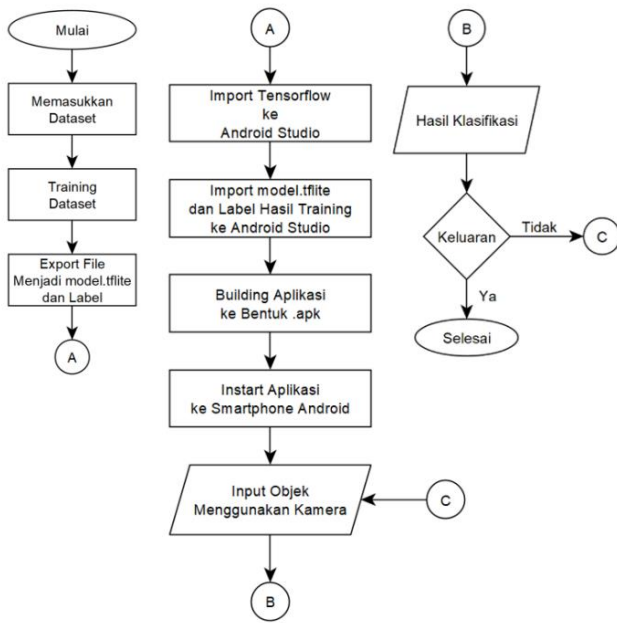 Mulai
Memasukkan
Dataset
Training
Dataset
Export File
Menjadi model.tflite
dan Label
A
A
Import Tensorflow
ke
Android Studio
Import model.tflite
dan Label Hasil Training
ke Android Studio
Building Aplikasi
ke Bentuk .apk
Instart Aplikasi
ke Smartphone Android
Input Objek
Menggunakan Kamera
C
B
B
Hasil Klasifikasi
Keluaran
Tidak
C
Ya
Selesai